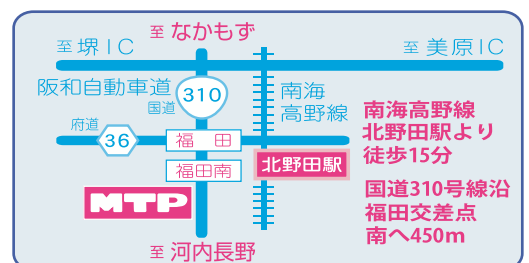 至 なかもず
至 堺IC
至 美原IC
阪和自動車道
国道
310
南海
高野線
府道
36
福 田
福田南
北野田駅
MTP
至 河内長野
南海高野線
北野田駅より
徒歩15分
国道310号線沿
福田交差点
南へ450m